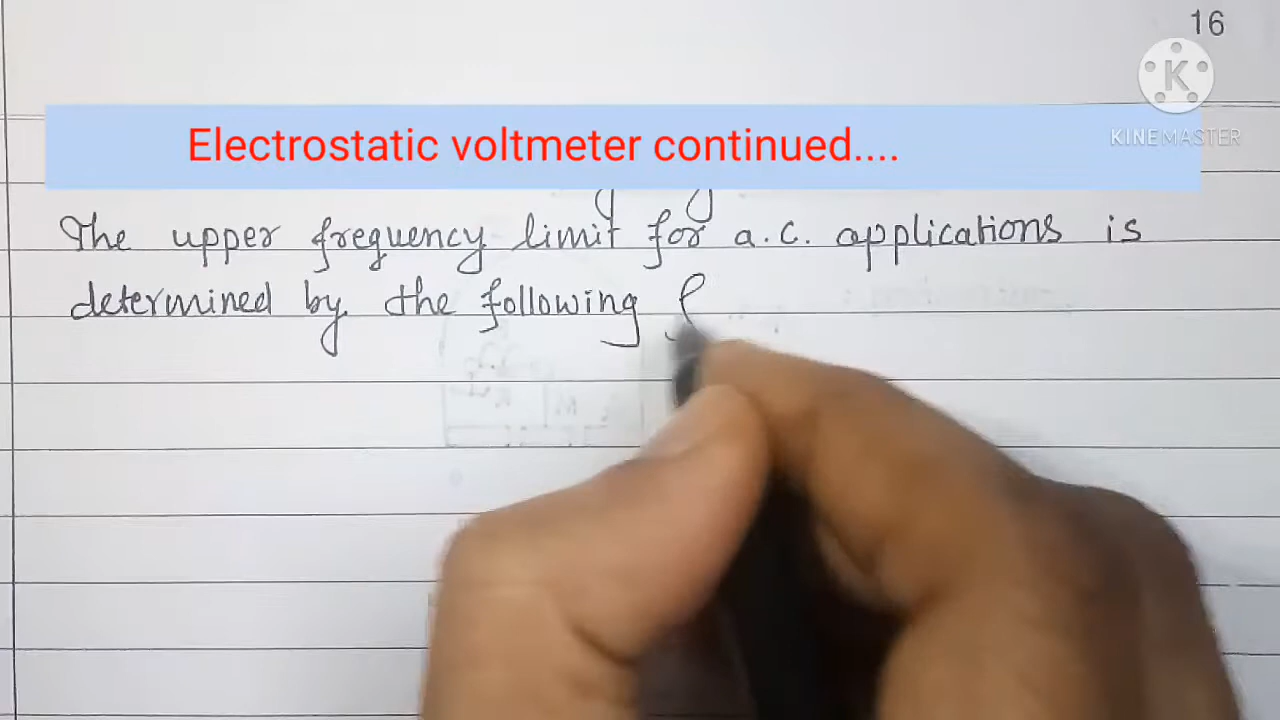 16
KINEMASTER
Electrostatic voltmeter continued....
The upper frequency limit for a.c. applications is
determined by the following